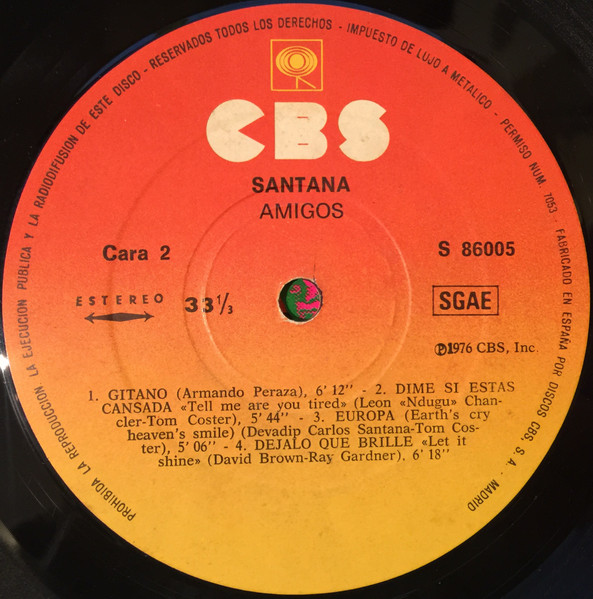 PROHIBIDA LA REPRODUCCION LA EJECUCION PUBLICA Y LA RADIODIFUSION DE ESTE DISCO - RESERVADOS TODOS LOS DERECHOS - IMPUESTO DE LUJO A METALICO - PERMISO NUM. 7053 - FABRICADO EN ESPAÑA POR DISCOS CBS, S. A. - MADRID
CBS
SANTANA
AMIGOS
Cara 2
S 86005
ESTEREO
33 1/3
SGAE
Ⓟ1976 CBS, Inc.
1. GITANO (Armando Peraza), 6'12'' - 2. DIME SI ESTAS
CANSADA «Tell me are you tired» (Leon «Ndugu» Chan-
cler-Tom Coster), 5'44'' - 3. EUROPA (Earth's cry
heaven's smile) (Devadip Carlos Santana-Tom Cos-
ter), 5'06'' - 4. DEJALO QUE BRILLE «Let it
shine» (David Brown-Ray Gardner). 6'18''